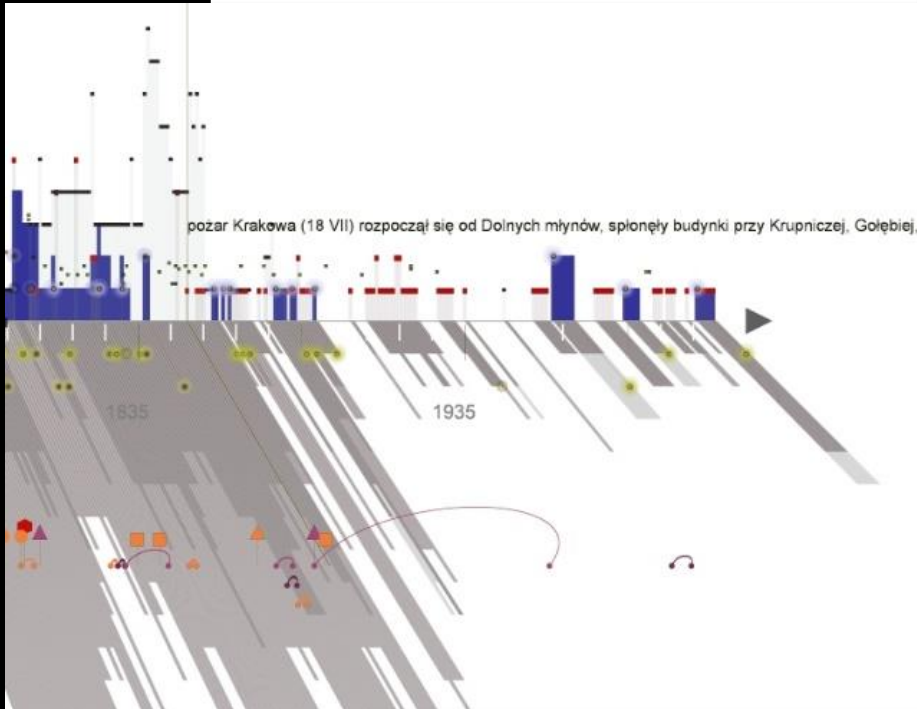 pożar Krakowa (18 VII) rozpoczął się od Dolnych młynów, spłonęły budynki przy Krupniczej, Gołębiej,
1835
1935